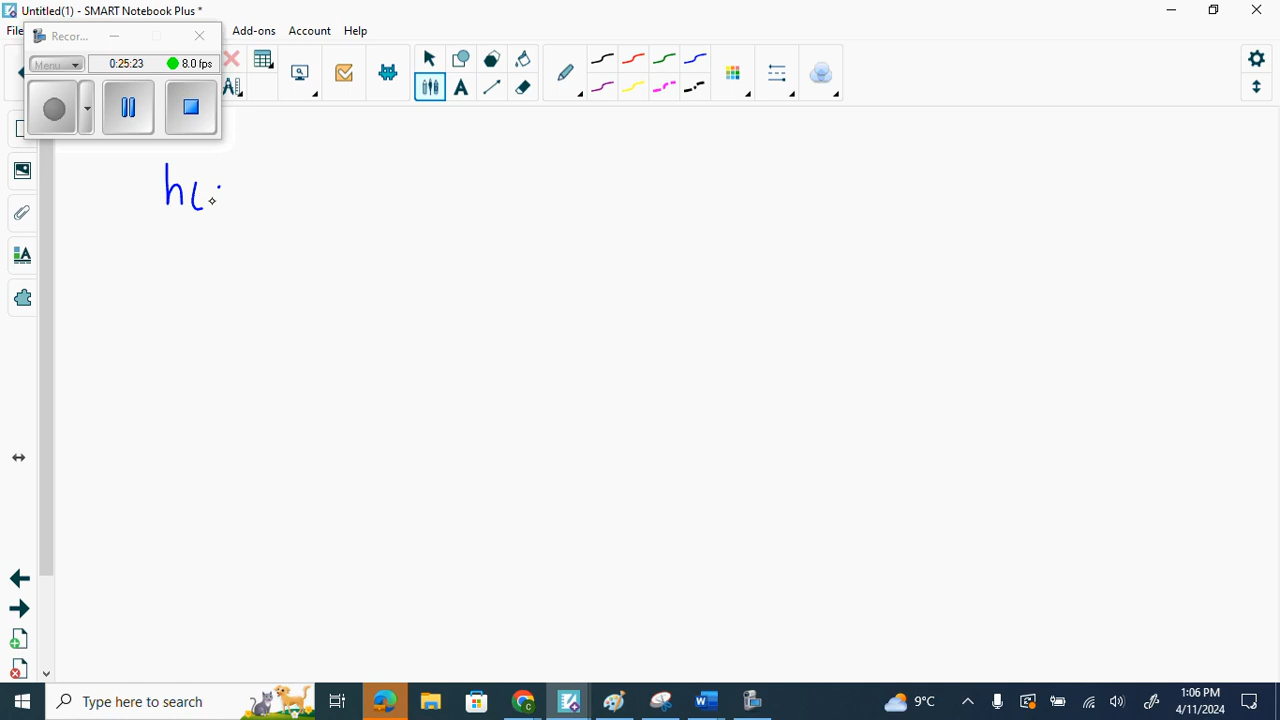 Untitled(1) - SMART Notebook Plus *
Recor...
File
Add-ons Account Help
Menu 0:25:23 8.0 fps
Type here to search
9°C
1:06 PM
4/11/2024